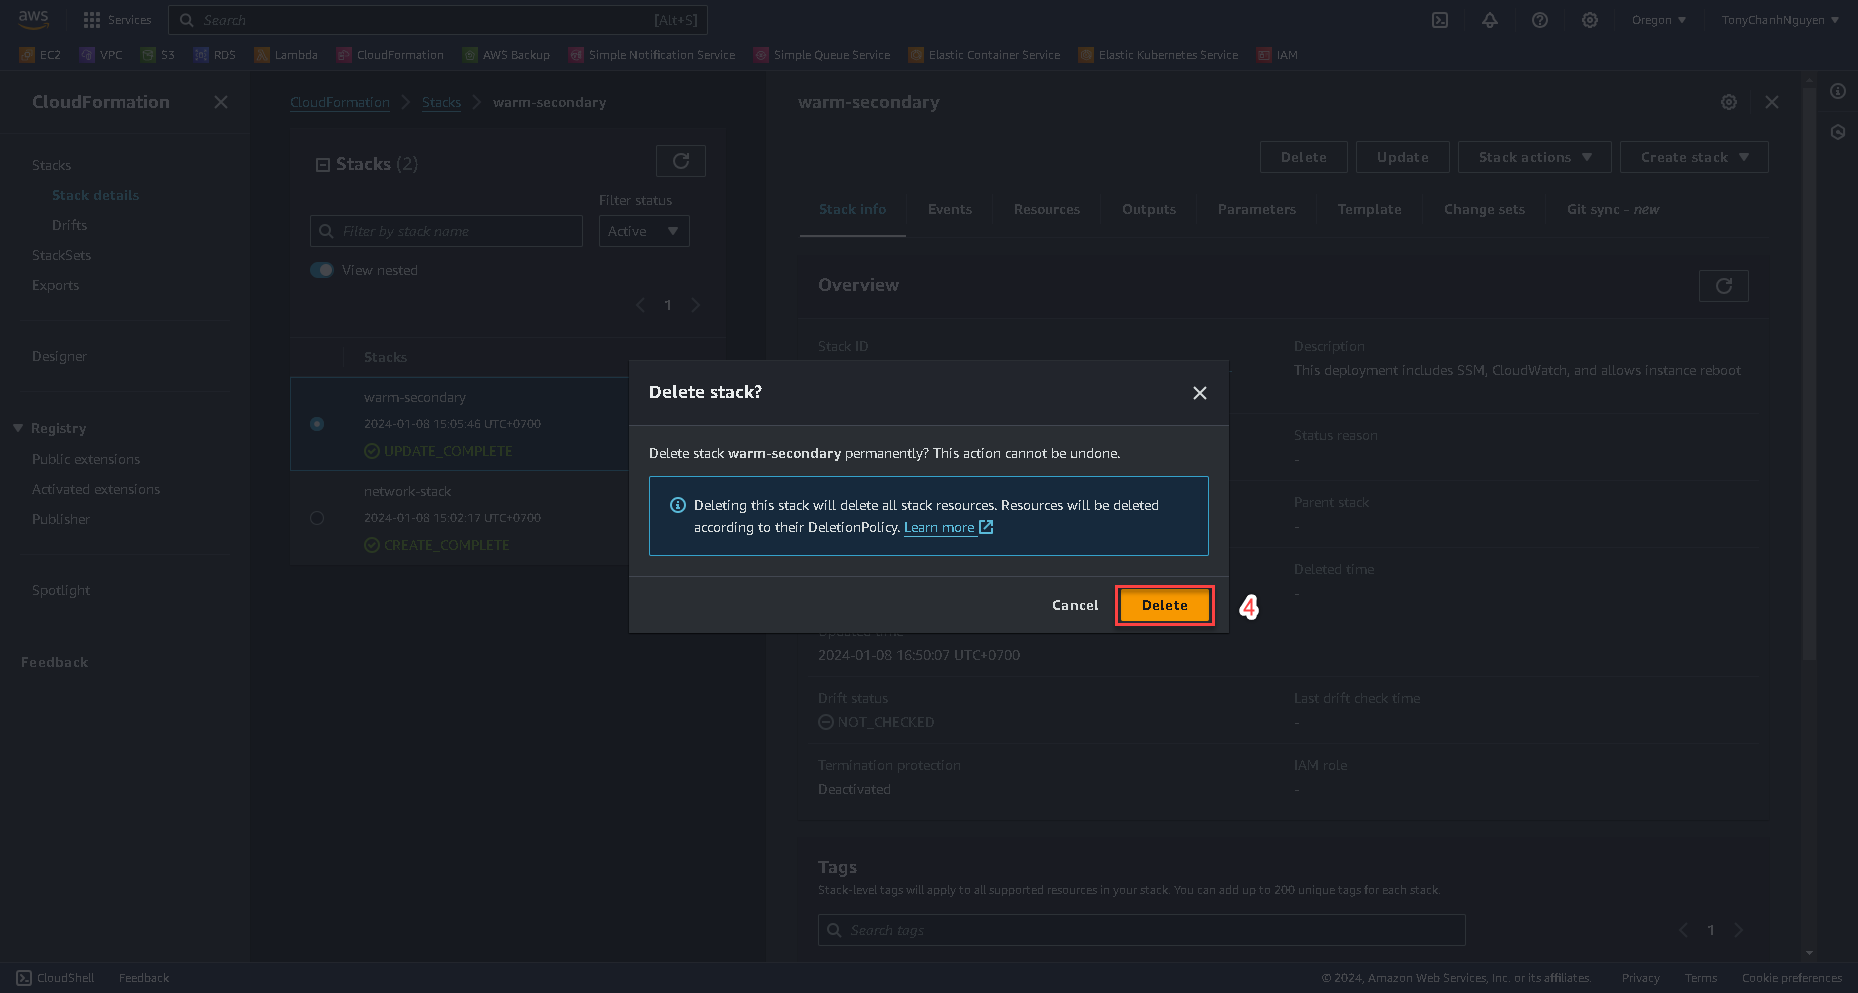 aws
Services
Search
[Alt+S]
Oregon
TonyChanhNguyen
EC2
VPC
S3
RDS
Lambda
CloudFormation
AWS Backup
Simple Notification Service
Simple Queue Service
Elastic Container Service
Elastic Kubernetes Service
IAM
CloudFormation
Stacks
Stack details
Drifts
StackSets
Exports
Designer
Registry
Public extensions
Activated extensions
Publisher
Spotlight
Feedback
CloudFormation
Stacks
warm-secondary
Stacks (2)
Filter status
Filter by stack name
Active
View nested
1
Stacks
warm-secondary
2024-01-08 15:05:46 UTC+0700
UPDATE_COMPLETE
network-stack
2024-01-08 15:02:17 UTC+0700
CREATE_COMPLETE
warm-secondary
Delete
Update
Stack actions
Create stack
Stack info
Events
Resources
Outputs
Parameters
Template
Change sets
Git sync - new
Overview
Stack ID
Description
This deployment includes SSM, CloudWatch, and allows instance reboot
Status reason
-
Parent stack
-
Deleted time
-
Updated time
2024-01-08 16:50:07 UTC+0700
Drift status
NOT_CHECKED
Last drift check time
-
Termination protection
Deactivated
IAM role
-
Tags
Stack-level tags will apply to all supported resources in your stack. You can add up to 200 unique tags for each stack.
Search tags
1
Delete stack?
Delete stack warm-secondary permanently? This action cannot be undone.
Deleting this stack will delete all stack resources. Resources will be deleted
according to their DeletionPolicy. Learn more
Cancel
Delete
4
CloudShell
Feedback
© 2024, Amazon Web Services, Inc. or its affiliates.
Privacy
Terms
Cookie preferences